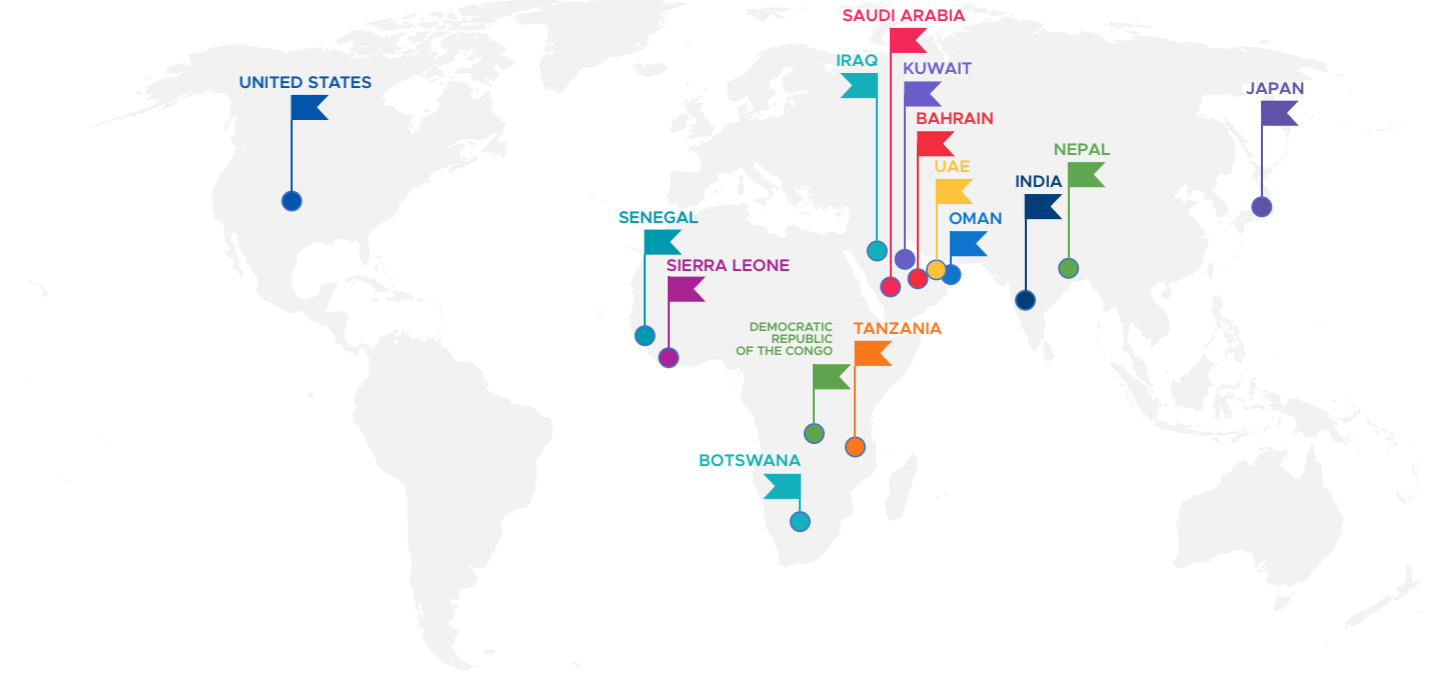 SAUDI ARABIA
IRAQ
KUWAIT
UNITED STATES
JAPAN
BAHRAIN
NEPAL
UAE
INDIA
SENEGAL
OMAN
SIERRA LEONE
DEMOCRATIC
REPUBLIC
OF THE CONGO
TANZANIA
BOTSWANA